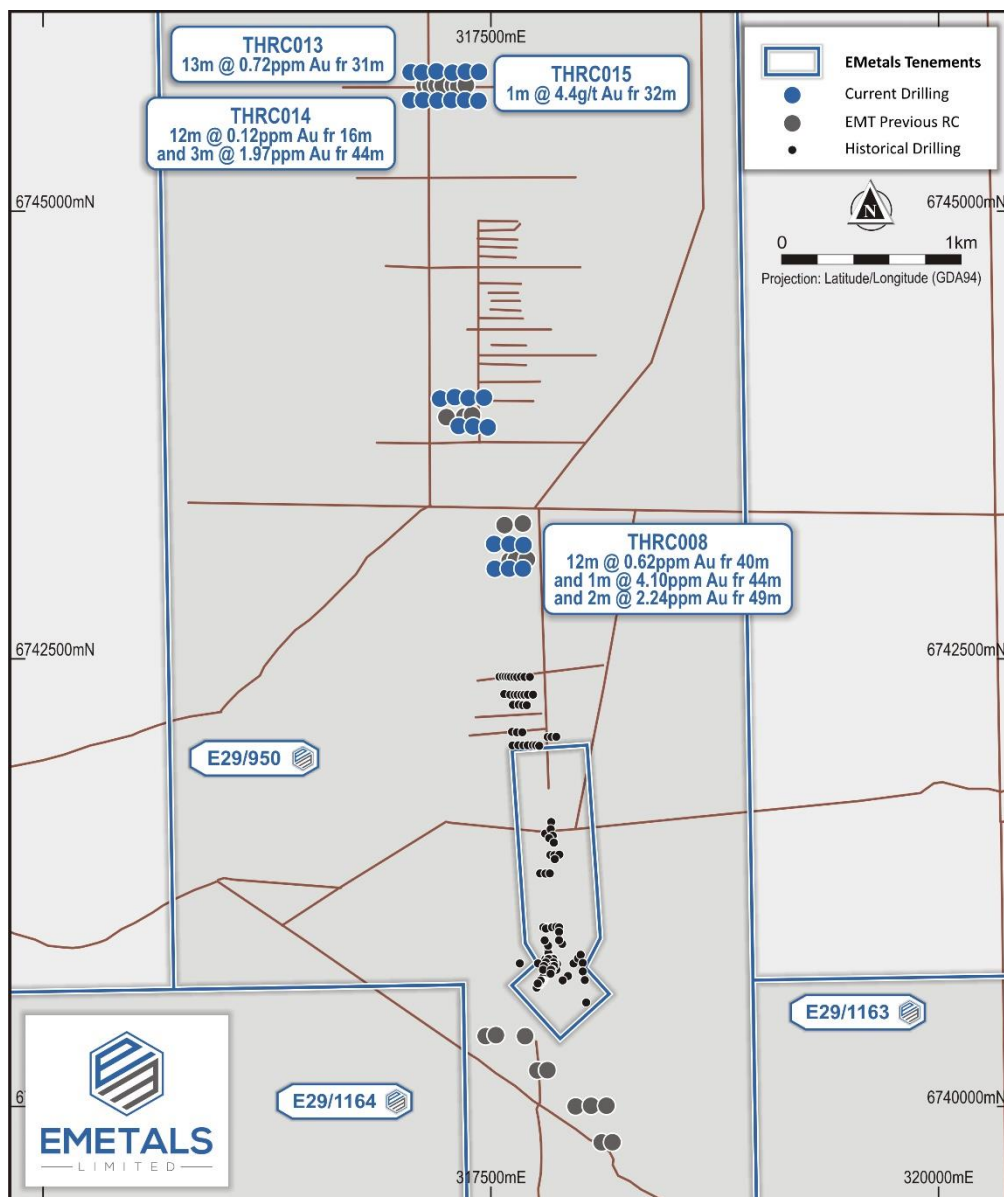 317500mE
THRC013
13m @ 0.72ppm Au fr 31m
THRC015
1m @ 4.4g/t Au fr 32m
THRC014
12m @ 0.12ppm Au fr 16m
and 3m @ 1.97ppm Au fr 44m
EMetals Tenements
Current Drilling
EMT Previous RC
Historical Drilling
6745000mN
6745000mN
N
0
1km
Projection: Latitude/Longitude (GDA94)
THRC008
12m @ 0.62ppm Au fr 40m
and 1m @ 4.10ppm Au fr 44m
and 2m @ 2.24ppm Au fr 49m
6742500mN
6742500mN
E29/950
E29/1163
E29/1164
6740000mN
EMETALS
LIMITED
317500mE
320000mE